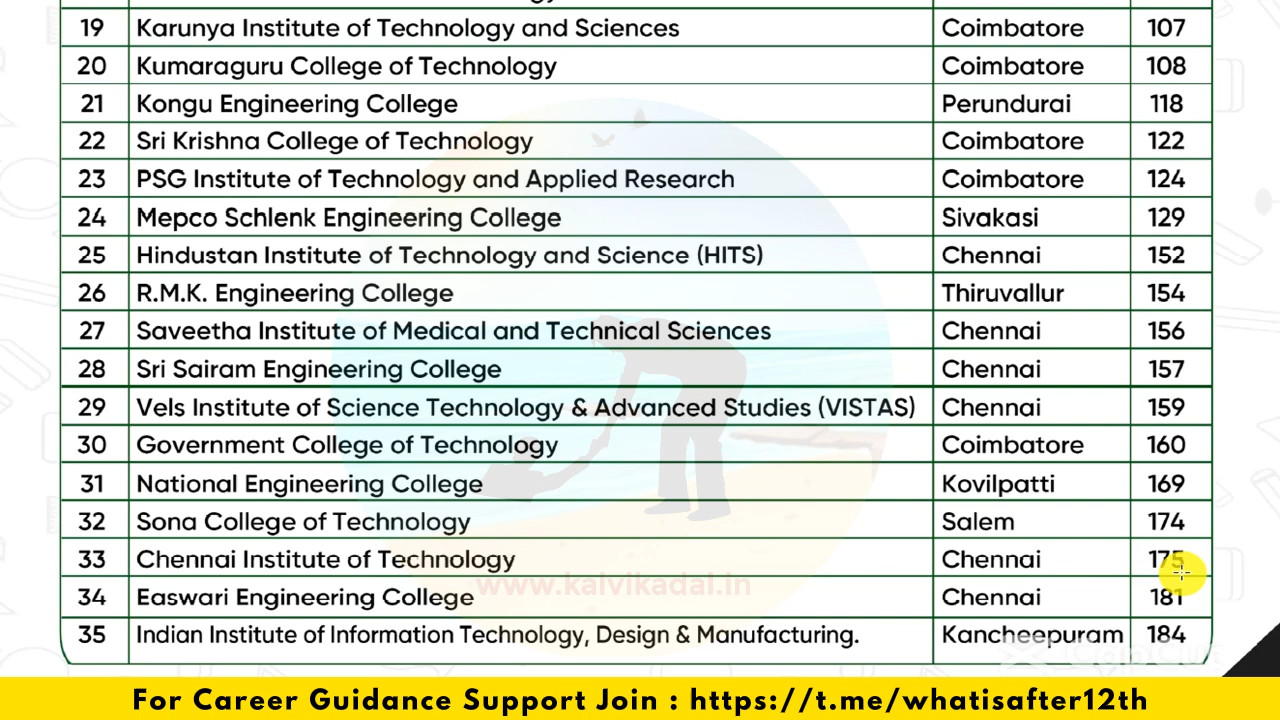 19 Karunya Institute of Technology and Sciences Coimbatore 107
20 Kumaraguru College of Technology Coimbatore 108
21 Kongu Engineering College Perundurai 118
22 Sri Krishna College of Technology Coimbatore 122
23 PSG Institute of Technology and Applied Research Coimbatore 124
24 Mepco Schlenk Engineering College Sivakasi 129
25 Hindustan Institute of Technology and Science (HITS) Chennai 152
26 R.M.K. Engineering College Thiruvallur 154
27 Saveetha Institute of Medical and Technical Sciences Chennai 156
28 Sri Sairam Engineering College Chennai 157
29 Vels Institute of Science Technology & Advanced Studies (VISTAS) Chennai 159
30 Government College of Technology Coimbatore 160
31 National Engineering College Kovilpatti 169
32 Sona College of Technology Salem 174
33 Chennai Institute of Technology Chennai 175
www.kalvikadal.in
34 Easwari Engineering College Chennai 181
35 Indian Institute of Information Technology, Design & Manufacturing. Kancheepuram 184
CapCut
For Career Guidance Support Join : https://t.me/whatisafter12th